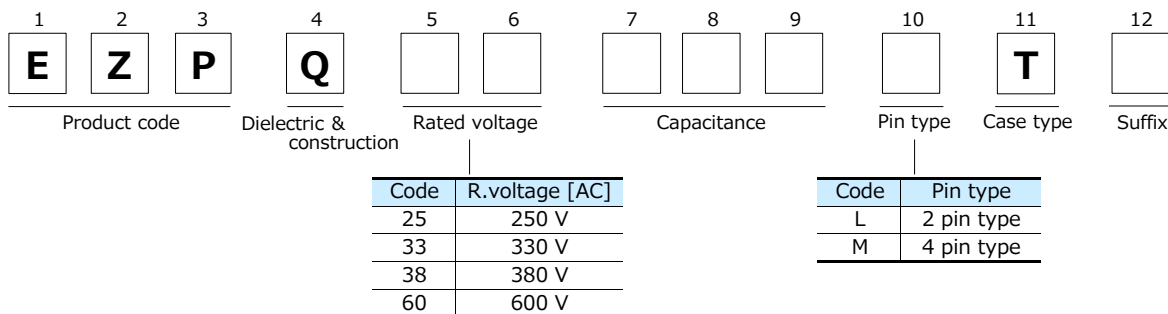 1 2 3 4 5 6 7 8 9 10 11 12
E Z P Q T
Product code Dielectric & construction Rated voltage Capacitance Pin type Case type Suffix
Code R.voltage [AC]
25 250 V
33 330 V
38 380 V
60 600 V
Code Pin type
L 2 pin type
M 4 pin type